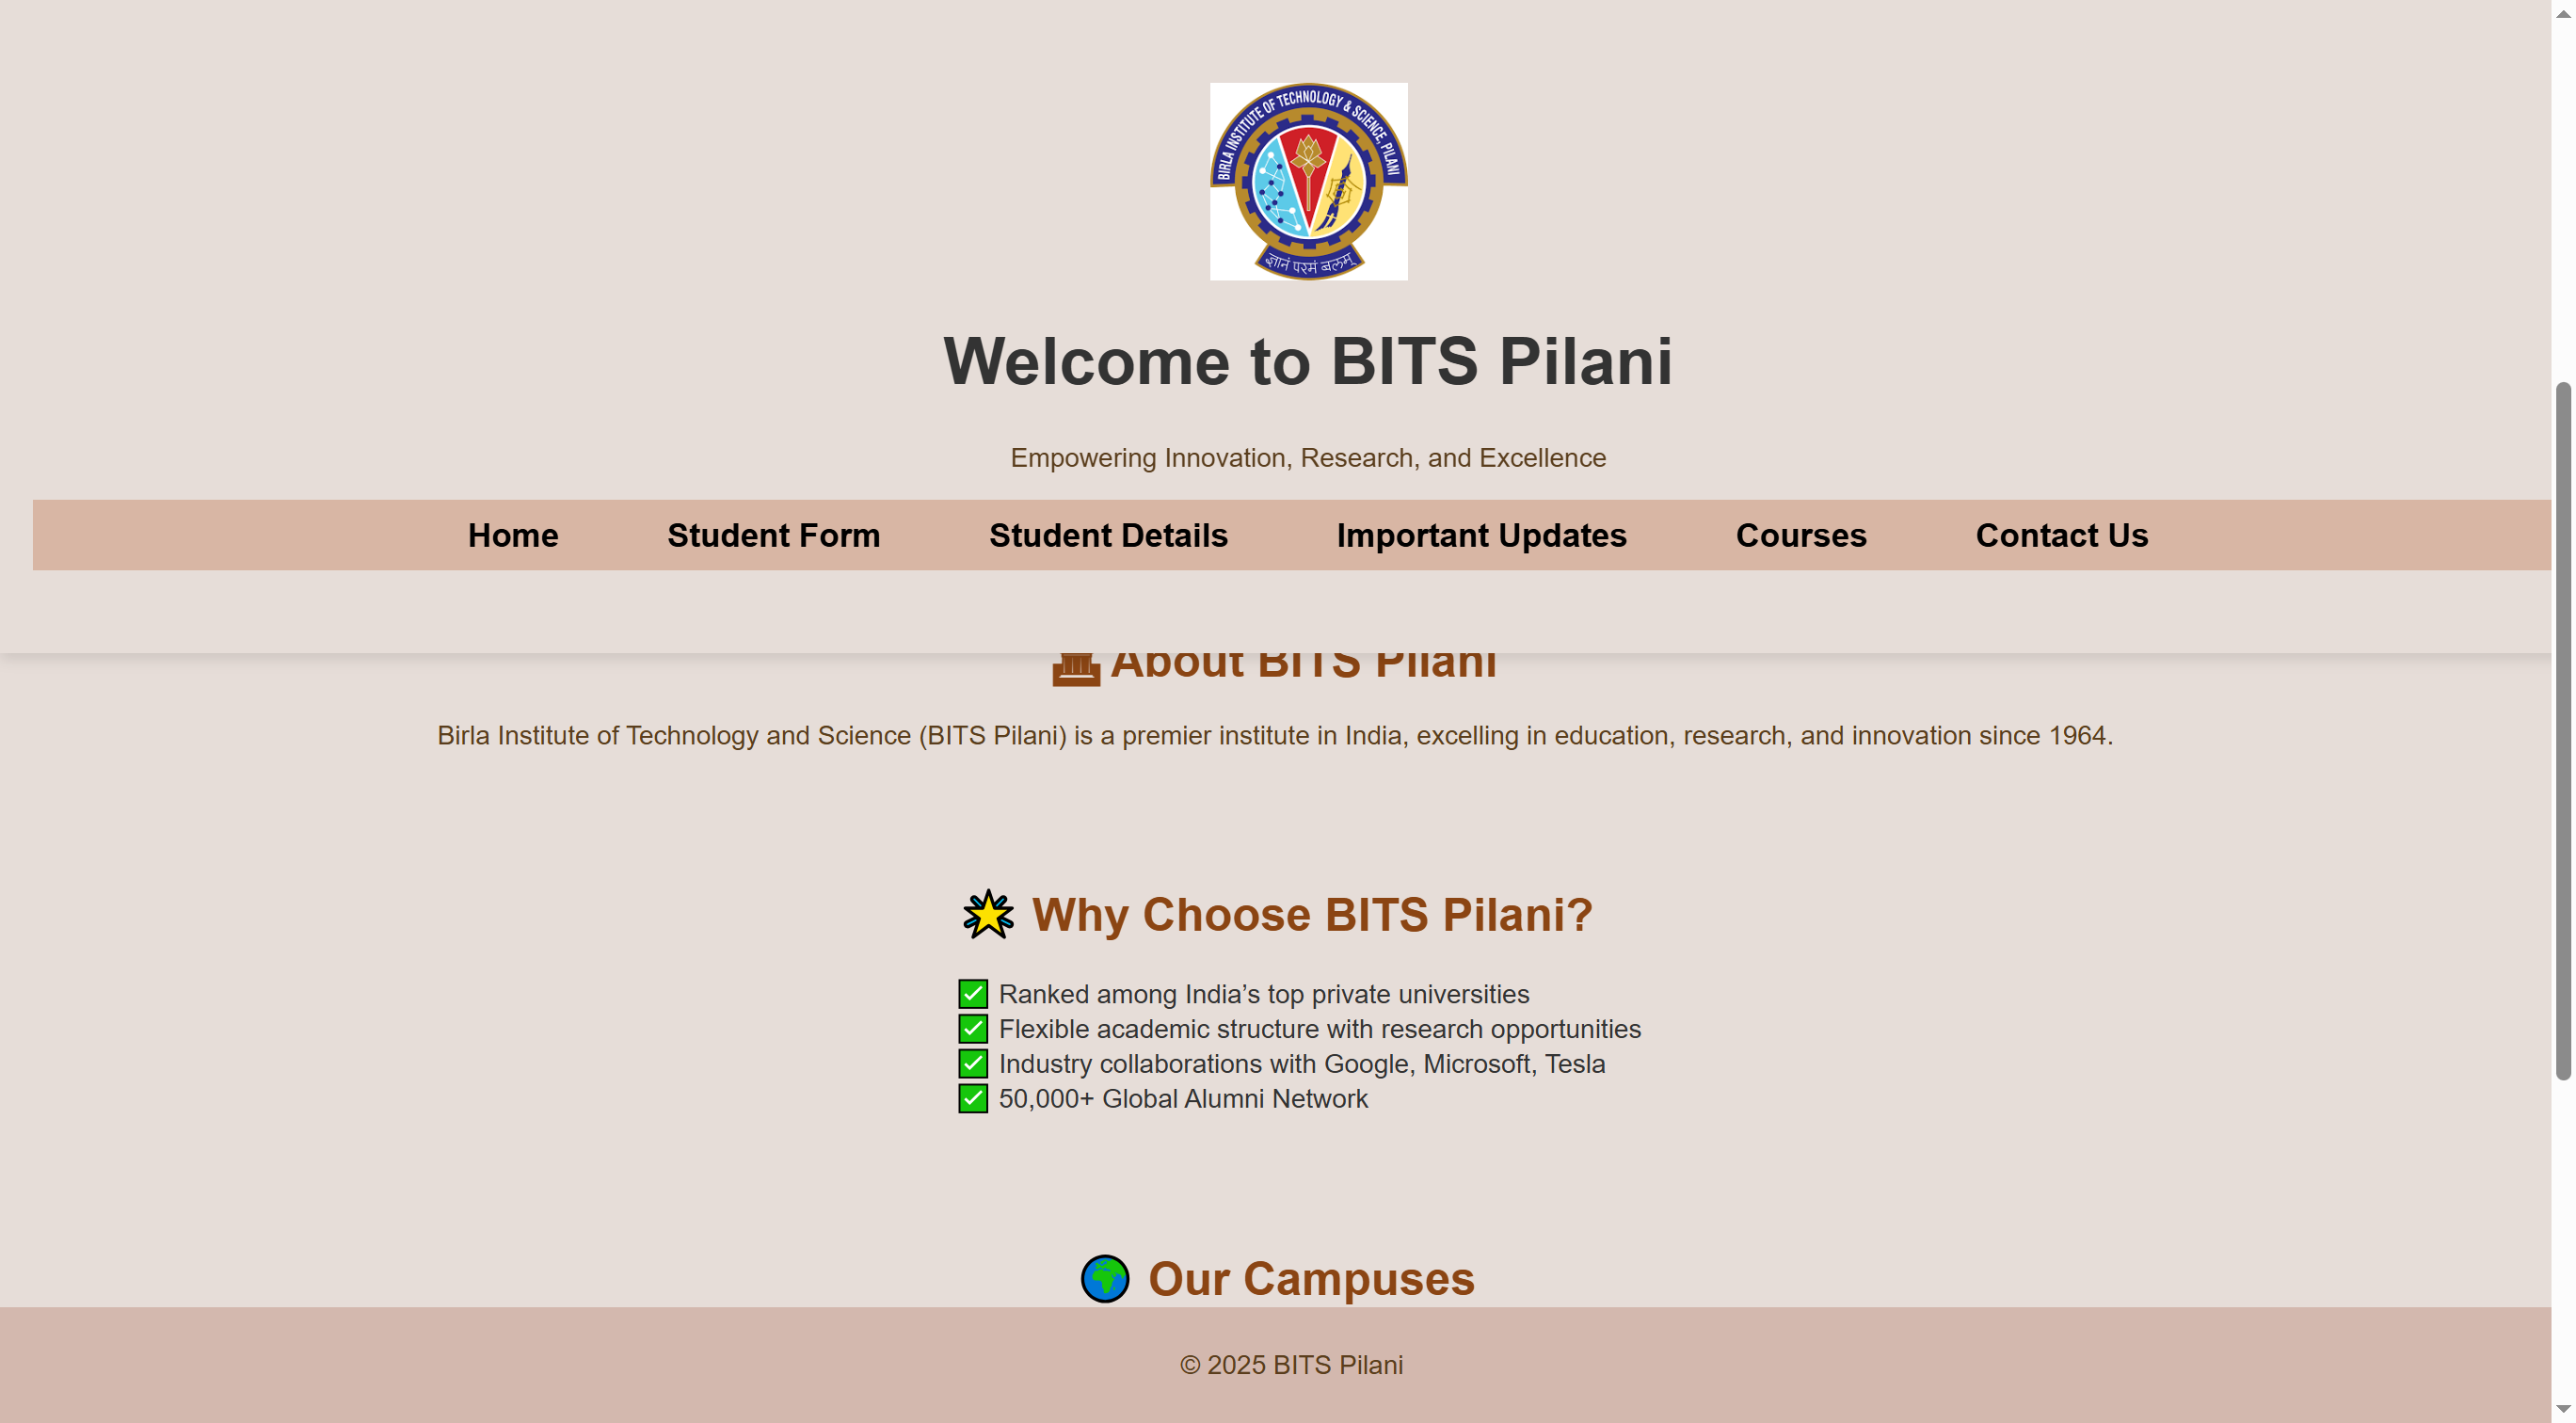 BIRLA INSTITUTE OF TECHNOLOGY & SCIENCE, PILANI
ज्ञानं परमं बलम्
Welcome to BITS Pilani
Empowering Innovation, Research, and Excellence
Home Student Form Student Details Important Updates Courses Contact Us
About BITS Pilani
Birla Institute of Technology and Science (BITS Pilani) is a premier institute in India, excelling in education, research, and innovation since 1964.
Why Choose BITS Pilani?
Ranked among India’s top private universities
Flexible academic structure with research opportunities
Industry collaborations with Google, Microsoft, Tesla
50,000+ Global Alumni Network
Our Campuses
© 2025 BITS Pilani